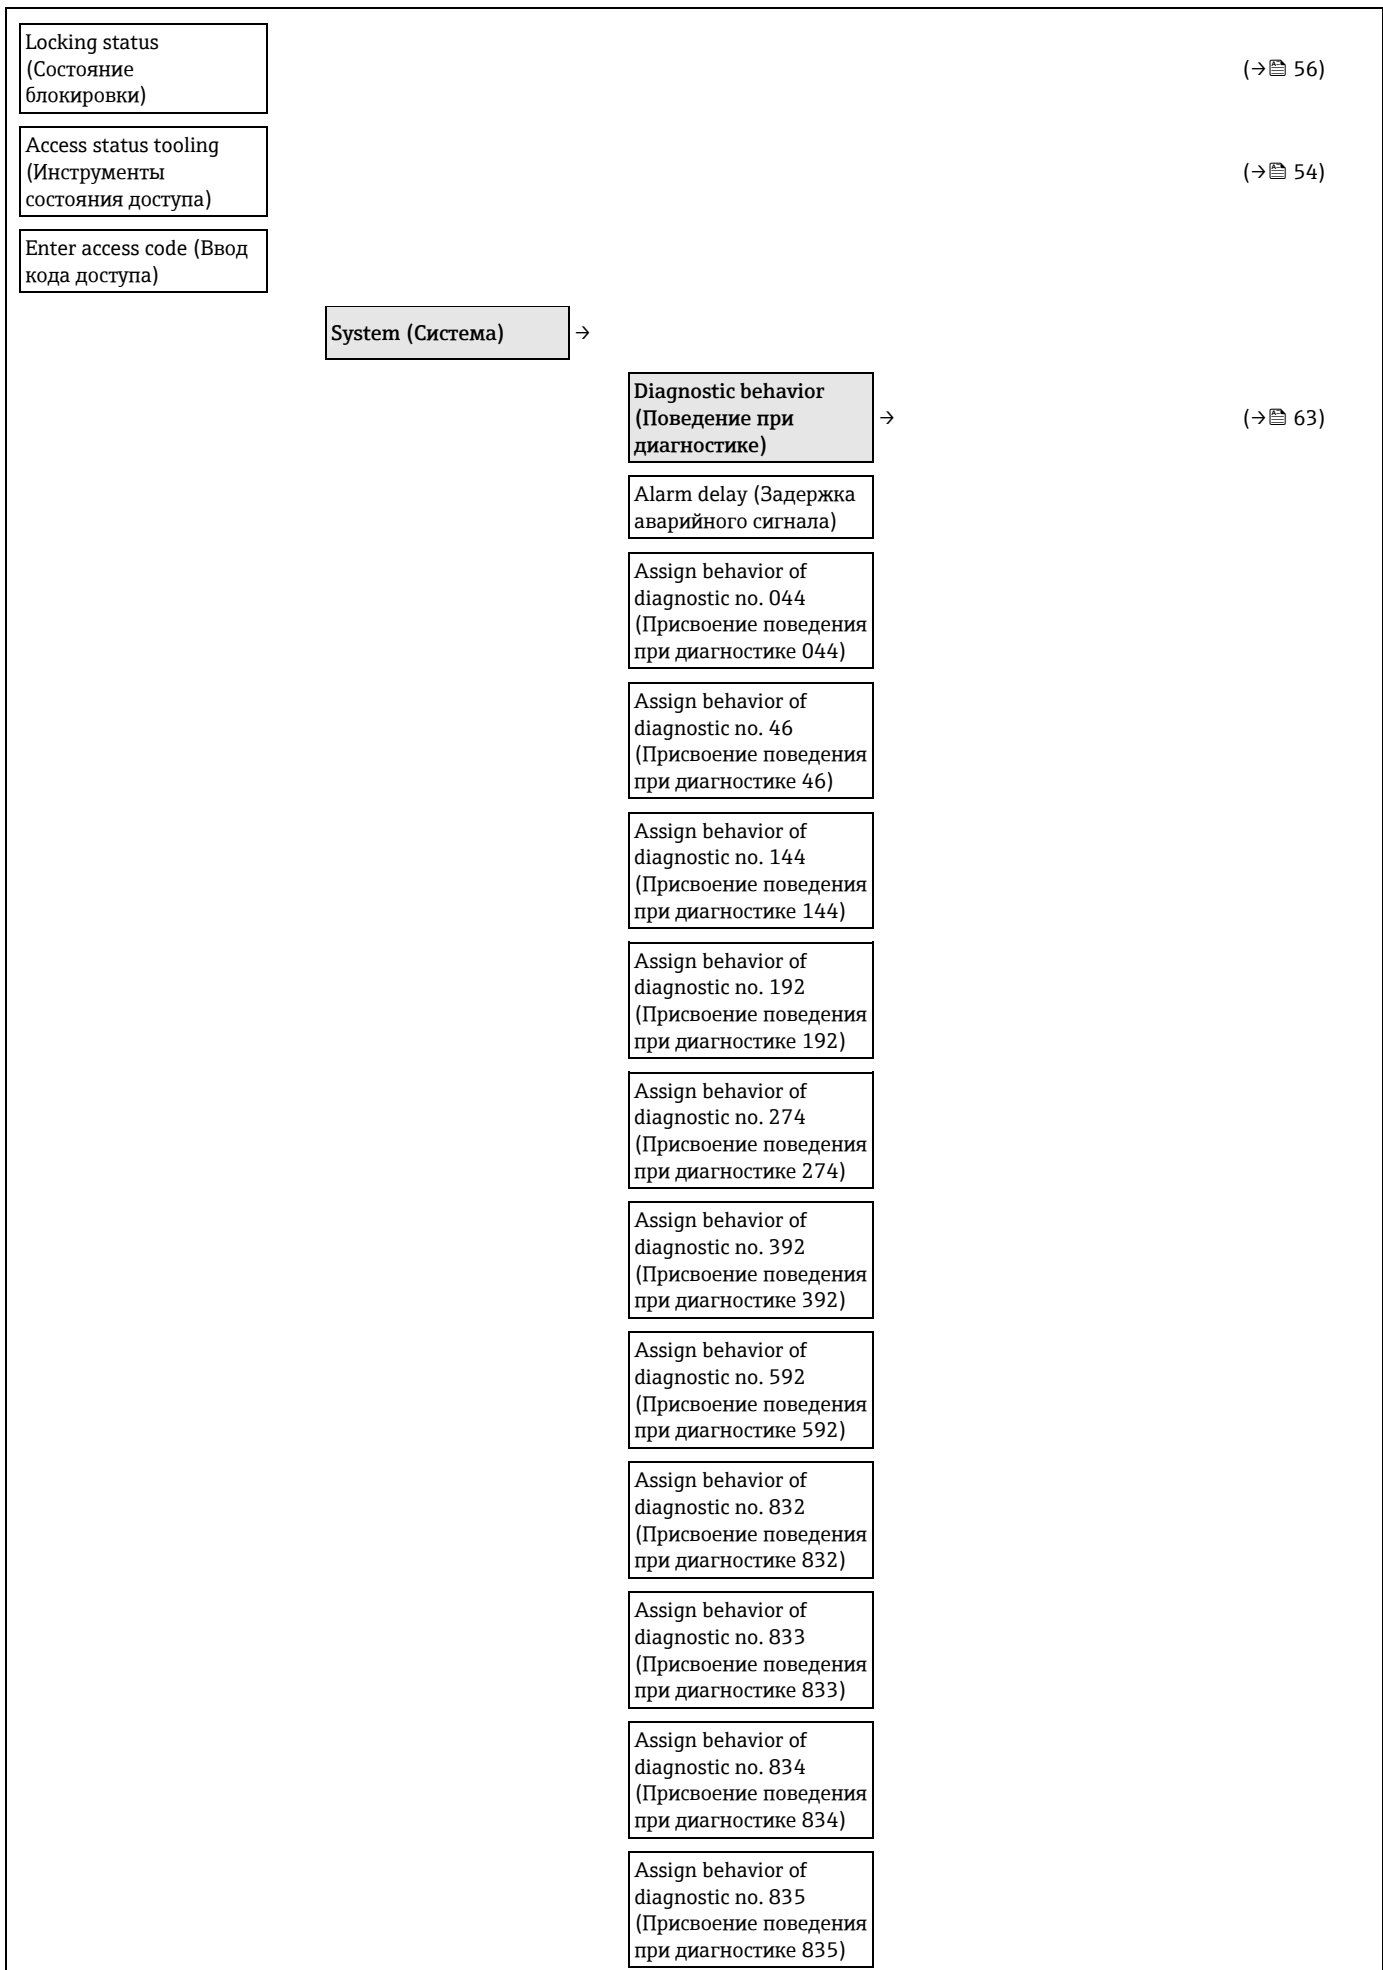 Locking status
(Состояние
блокировки)
(→ 56)
Access status tooling
(Инструменты
состояния доступа)
(→ 54)
Enter access code (Ввод
кода доступа)
System (Система) →
Diagnostic behavior
(Поведение при
диагностике)
→ (→ 63)
Alarm delay (Задержка
аварийного сигнала)
Assign behavior of
diagnostic no. 044
(Присвоение поведения
при диагностике 044)
Assign behavior of
diagnostic no. 46
(Присвоение поведения
при диагностике 46)
Assign behavior of
diagnostic no. 144
(Присвоение поведения
при диагностике 144)
Assign behavior of
diagnostic no. 192
(Присвоение поведения
при диагностике 192)
Assign behavior of
diagnostic no. 274
(Присвоение поведения
при диагностике 274)
Assign behavior of
diagnostic no. 392
(Присвоение поведения
при диагностике 392)
Assign behavior of
diagnostic no. 592
(Присвоение поведения
при диагностике 592)
Assign behavior of
diagnostic no. 832
(Присвоение поведения
при диагностике 832)
Assign behavior of
diagnostic no. 833
(Присвоение поведения
при диагностике 833)
Assign behavior of
diagnostic no. 834
(Присвоение поведения
при диагностике 834)
Assign behavior of
diagnostic no. 835
(Присвоение поведения
при диагностике 835)